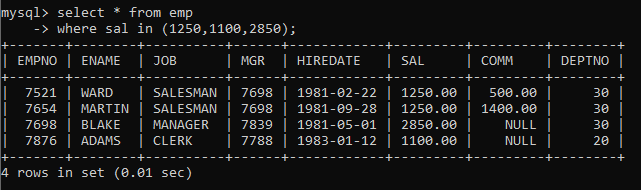 mysql> select * from emp
    -> where sal in (1250,1100,2850);
+-------+--------+----------+------+------------+---------+---------+--------+
| EMPNO | ENAME  | JOB      | MGR  | HIREDATE   | SAL     | COMM    | DEPTNO |
+-------+--------+----------+------+------------+---------+---------+--------+
|  7521 | WARD   | SALESMAN | 7698 | 1981-02-22 | 1250.00 |  500.00 |     30 |
|  7654 | MARTIN | SALESMAN | 7698 | 1981-09-28 | 1250.00 | 1400.00 |     30 |
|  7698 | BLAKE  | MANAGER  | 7839 | 1981-05-01 | 2850.00 |    NULL |     30 |
|  7876 | ADAMS  | CLERK    | 7788 | 1983-01-12 | 1100.00 |    NULL |     20 |
+-------+--------+----------+------+------------+---------+---------+--------+
4 rows in set (0.01 sec)